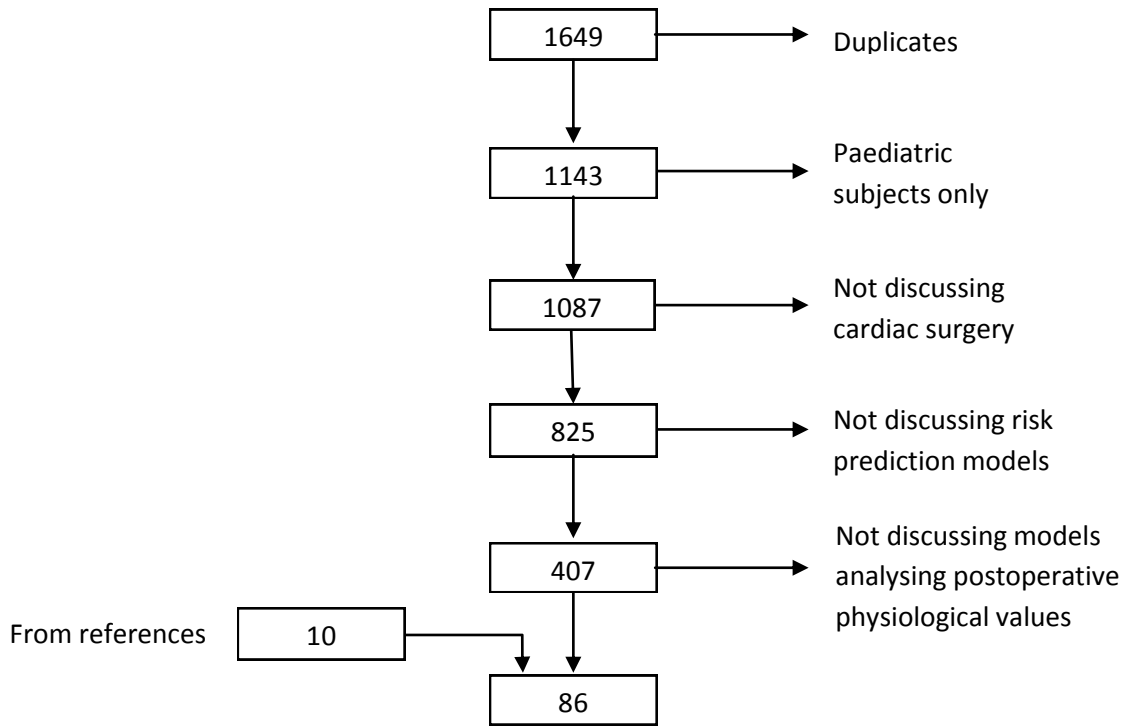 1649
Duplicates
1143
Paediatric
subjects only
1087
Not discussing
cardiac surgery
825
Not discussing risk
prediction models
407
Not discussing models
analysing postoperative
physiological values
From references
10
86